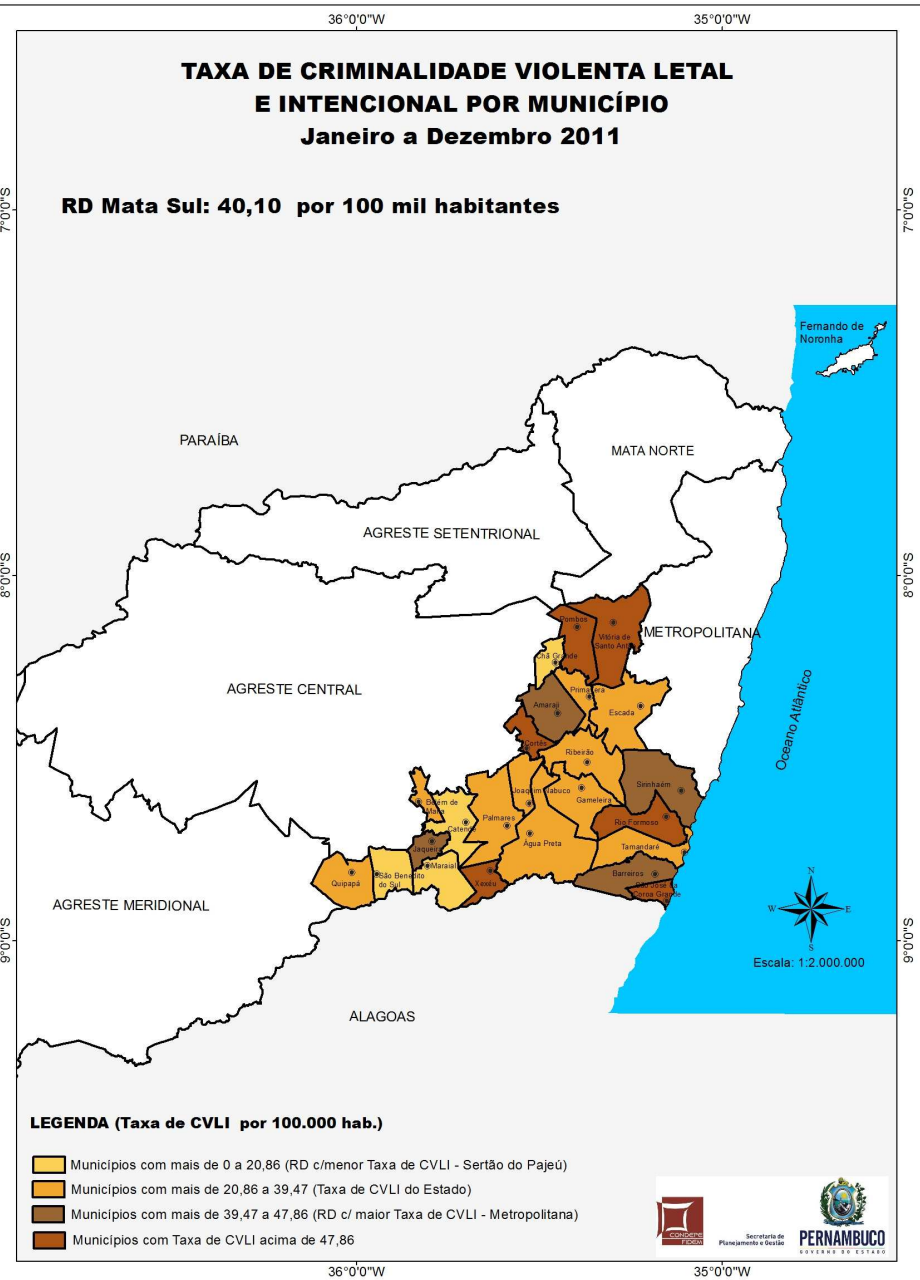 36°0'0"W
35°0'0"W
TAXA DE CRIMINALIDADE VIOLENTA LETAL
E INTENCIONAL POR MUNICÍPIO
Janeiro a Dezembro 2011
7°0'0"S
7°0'0"S
RD Mata Sul: 40,10 por 100 mil habitantes
Fernando de
Noronha
PARAÍBA
MATA NORTE
AGRESTE SETENTRIONAL
8°0'0"S
8°0'0"S
Pombos
Vitória de
Santo Antã
METROPOLITANA
Chã Grande
AGRESTE CENTRAL
Primavera
Amaraji
Escada
Oceano Atlântico
Cortês
Ribeirão
Sirinhaém
Joaquim Nabuco
Gameleira
Belém de
Maria
Palmares
Rio Formoso
Catende
Água Preta
Jaqueira
Tamandaré
Maraial
São Benedito
do Sul
Quipapá
Xexéu
Barreiros
São José da
Coroa Grande
AGRESTE MERIDIONAL
N
W
E
S
9°0'0"S
9°0'0"S
Escala: 1:2.000.000
ALAGOAS
LEGENDA (Taxa de CVLI por 100.000 hab.)
Municípios com mais de 0 a 20,86 (RD c/menor Taxa de CVLI - Sertão do Pajeú)
Municípios com mais de 20,86 a 39,47 (Taxa de CVLI do Estado)
Municípios com mais de 39,47 a 47,86 (RD c/ maior Taxa de CVLI - Metropolitana)
Municípios com Taxa de CVLI acima de 47,86
CONDEPE
FIDEM
Secretaria de
Planejamento e Gestão
PERNAMBUCO
GOVERNO DO ESTADO
36°0'0"W
35°0'0"W